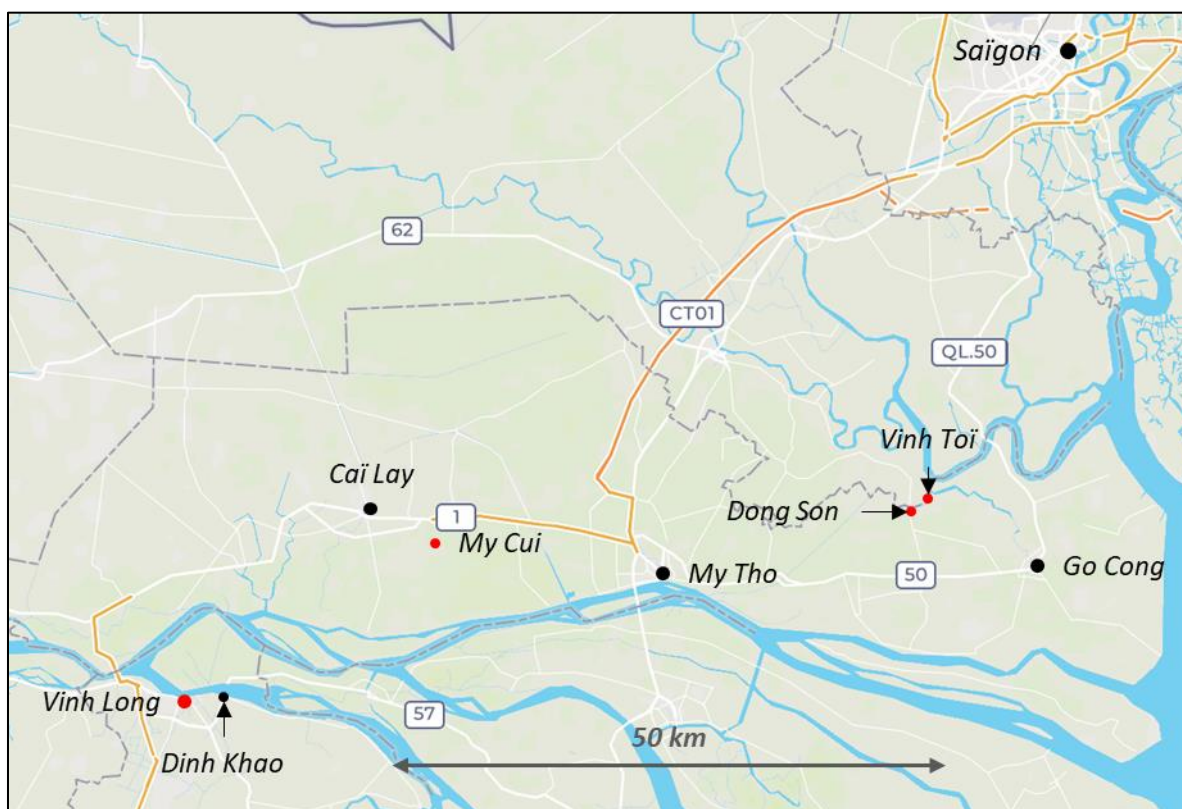 Saïgon
62
CT01
QL.50
Vinh Toï
Caï Lay
Dong Son
1
My Cui
My Tho
50
Go Cong
Vinh Long
57
50 km
Dinh Khao